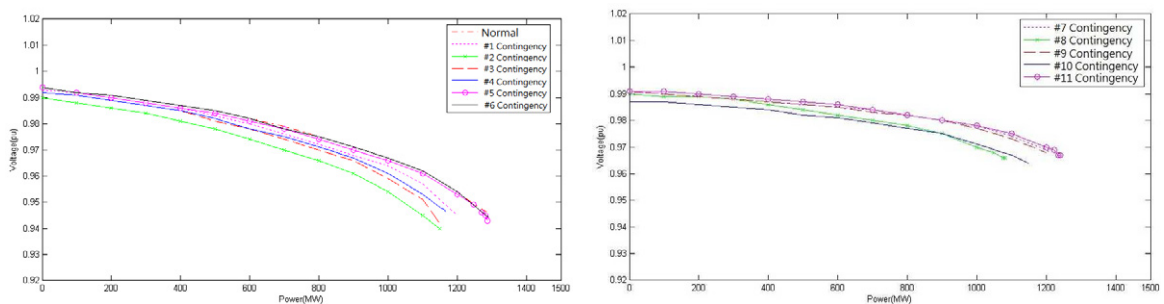 1.02
1.01
1
0.99
0.98
0.97
0.96
0.95
0.94
0.93
0.92
Voltage(pu)
0 200 400 600 800 1000 1200 1400 1500
Power(MW)
Normal
#1 Contingency
#2 Contingency
#3 Contingency
#4 Contingency
#5 Contingency
#6 Contingency
1.02
1.01
1
0.99
0.98
0.97
0.96
0.95
0.94
0.93
0.92
Voltage(pu)
0 200 400 600 800 1000 1200 1400 1500
Power(MW)
#7 Contingency
#8 Contingency
#9 Contingency
#10 Contingency
#11 Contingency